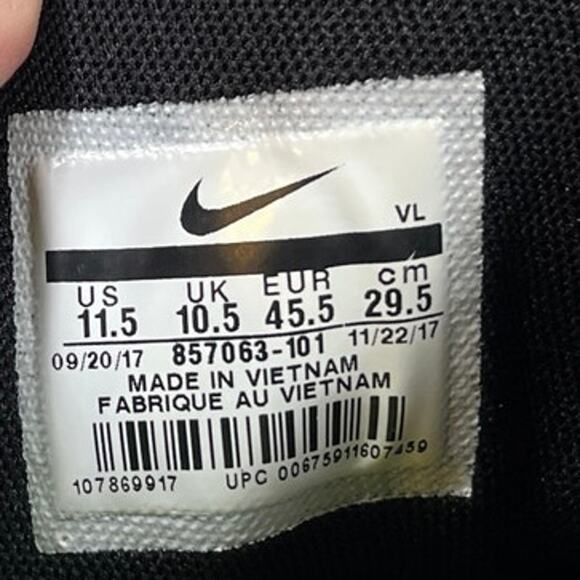 VL
US UK EUR cm
11.5 10.5 45.5 29.5
09/20/17 857063-101 11/22/17
MADE IN VIETNAM
FABRIQUE AU VIETNAM
107869917 UPC 00675911607459